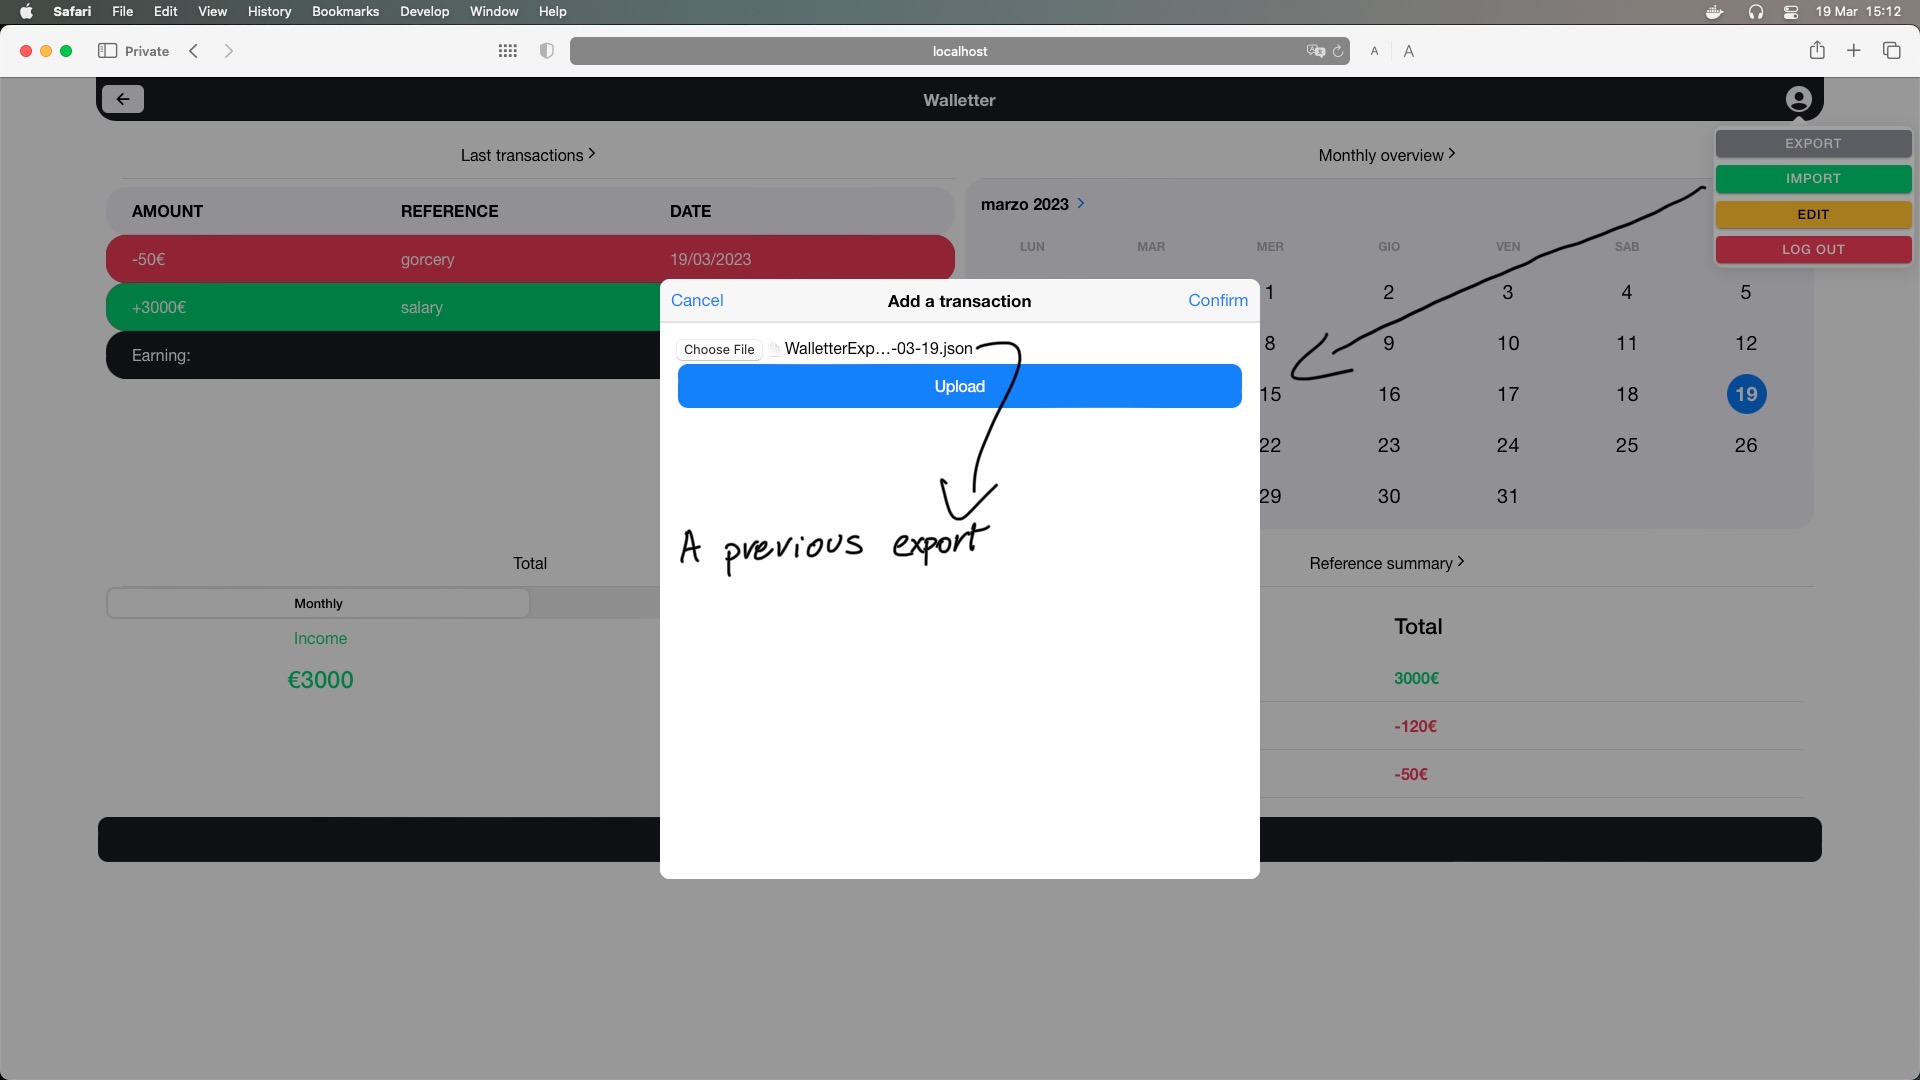 Safari File Edit View History Bookmarks Develop Window Help 19 Mar 15:12
Private localhost A A
Walletter
Last transactions
AMOUNT REFERENCE DATE
-50€ gorcery 19/03/2023
+3000€ salary
Earning:
Monthly overview
marzo 2023
LUN MAR MER GIO VEN SAB
1 2 3 4 5
8 9 10 11 12
15 16 17 18 19
22 23 24 25 26
29 30 31
EXPORT
IMPORT
EDIT
LOG OUT
Cancel Add a transaction Confirm
Choose File WalletterExp...-03-19.json
Upload
A previous export
Total
Monthly
Income
€3000
Reference summary
Total
3000€
-120€
-50€